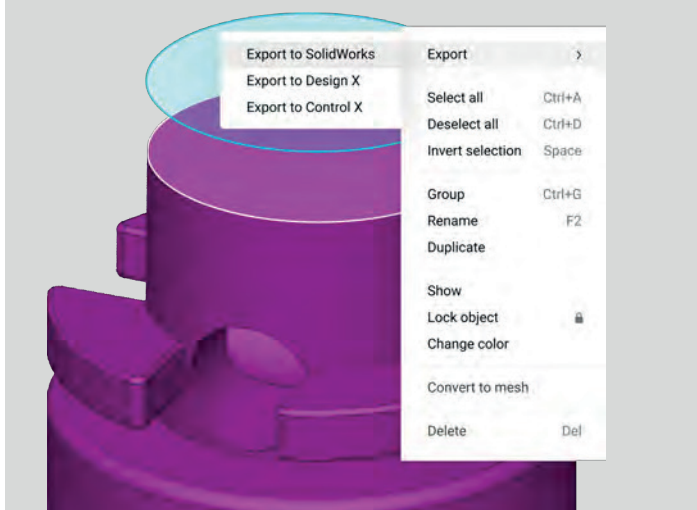 Export to SolidWorks
Export to Design X
Export to Control X
Export >
Select all Ctrl+A
Deselect all Ctrl+D
Invert selection Space
Group Ctrl+G
Rename F2
Duplicate
Show
Lock object
Change color
Convert to mesh
Delete Del